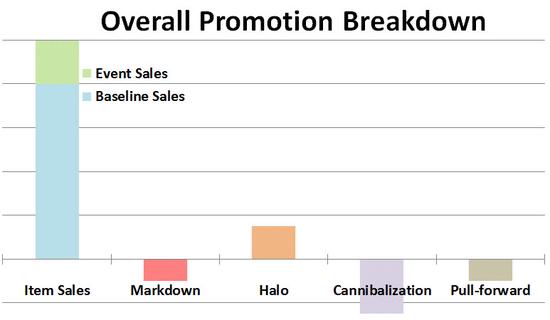 Overall Promotion Breakdown
Event Sales
Baseline Sales
Item Sales Markdown Halo Cannibalization Pull-forward